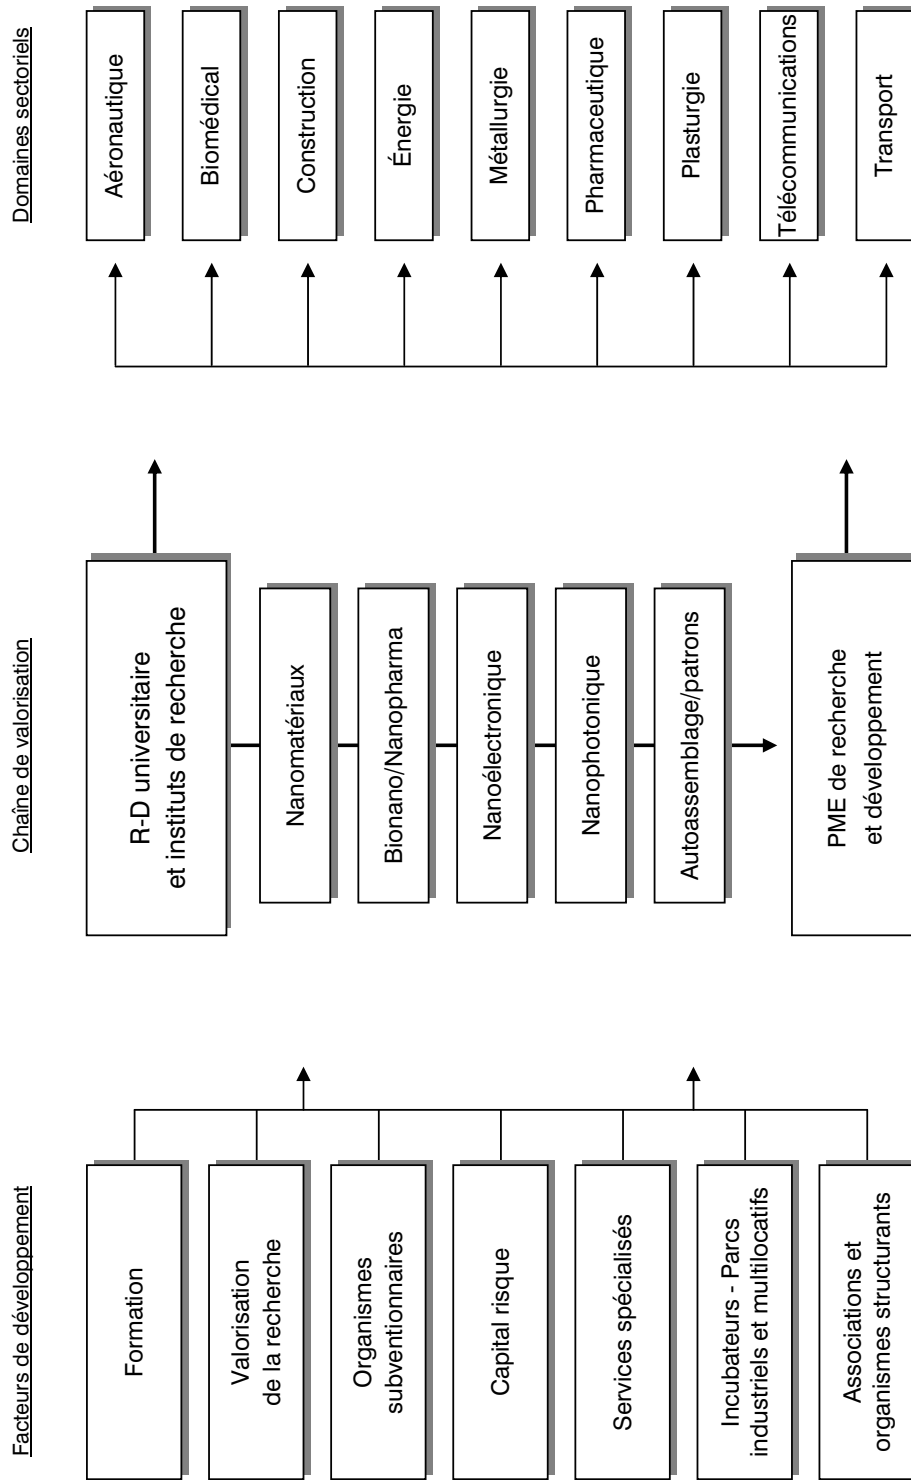 Facteurs de développement
Formation
Valorisation
de la recherche
Organismes
subventionnaires
Capital risque
Services spécialisés
Incubateurs - Parcs
industriels et multilocatifs
Associations et
organismes structurants
Chaîne de valorisation
R-D universitaire
et instituts de recherche
Nanomatériaux
Bionano/Nanopharma
Nanoélectronique
Nanophotonique
Autoassemblage/patrons
PME de recherche
et développement
Domaines sectoriels
Aéronautique
Biomédical
Construction
Énergie
Métallurgie
Pharmaceutique
Plasturgie
Télécommunications
Transport